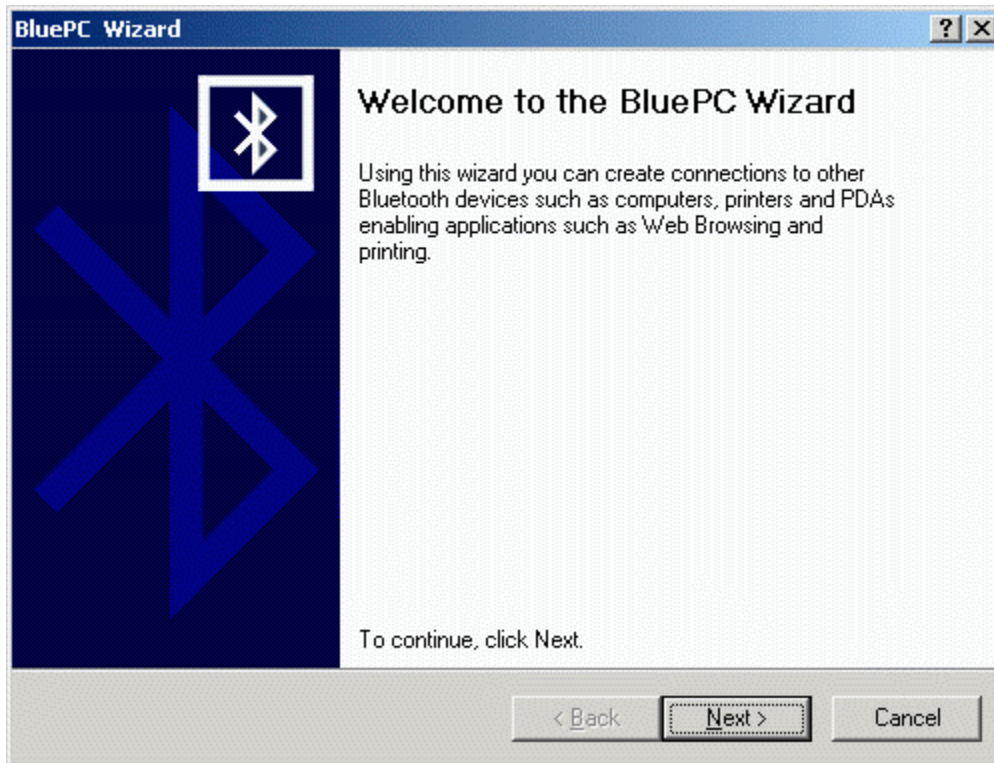 BluePC Wizard
Welcome to the BluePC Wizard
Using this wizard you can create connections to other
Bluetooth devices such as computers, printers and PDAs
enabling applications such as Web Browsing and
printing.
To continue, click Next.
< Back
Next >
Cancel